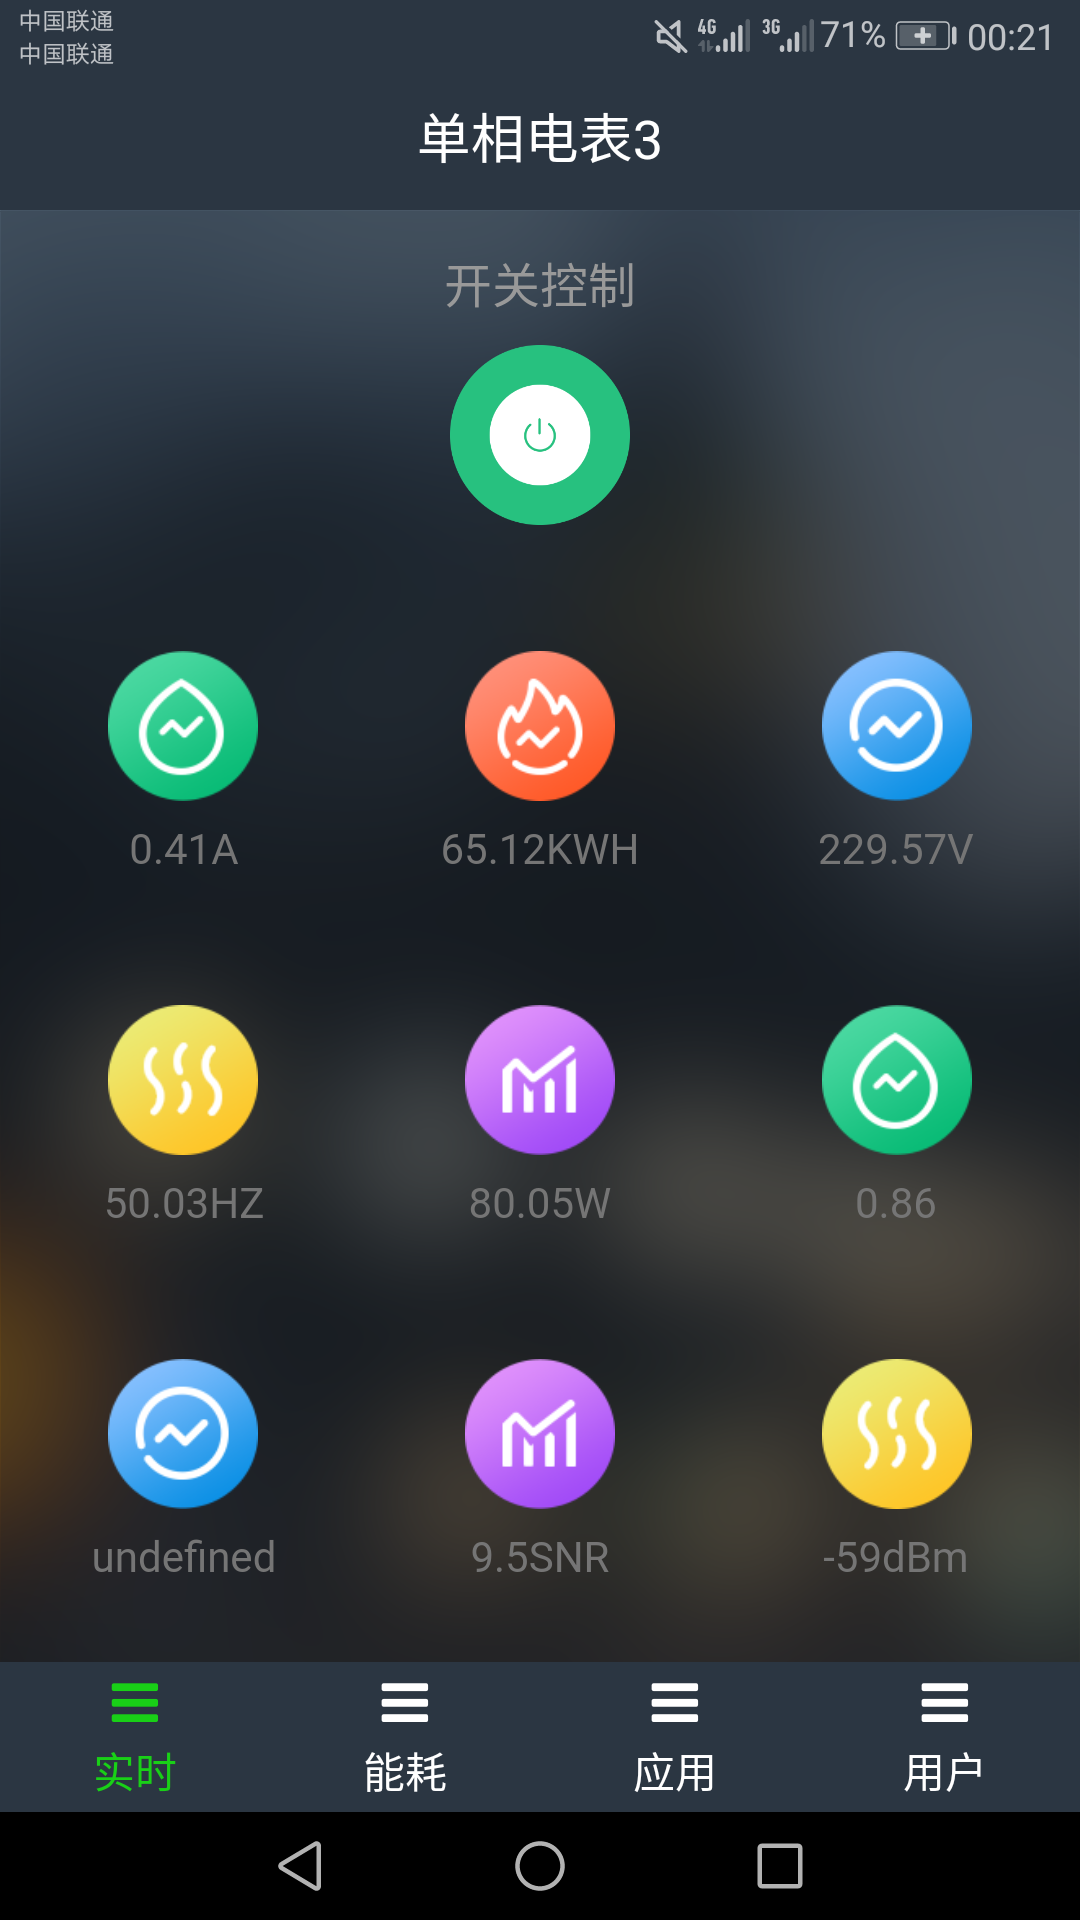 中国联通
中国联通
4G 3G 71% 00:21
单相电表3
开关控制
0.41A 65.12KWH 229.57V
50.03HZ 80.05W 0.86
undefined 9.5SNR -59dBm
实时 能耗 应用 用户